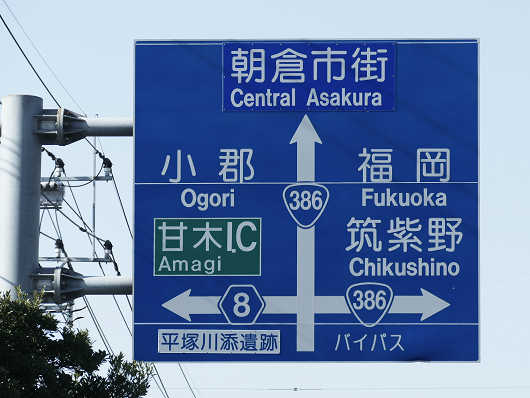 朝倉市街
Central Asakura
小郡
Ogori
福岡
Fukuoka
386
甘木I.C
Amagi
筑紫野
Chikushino
8
386
平塚川添遺跡
バイパス